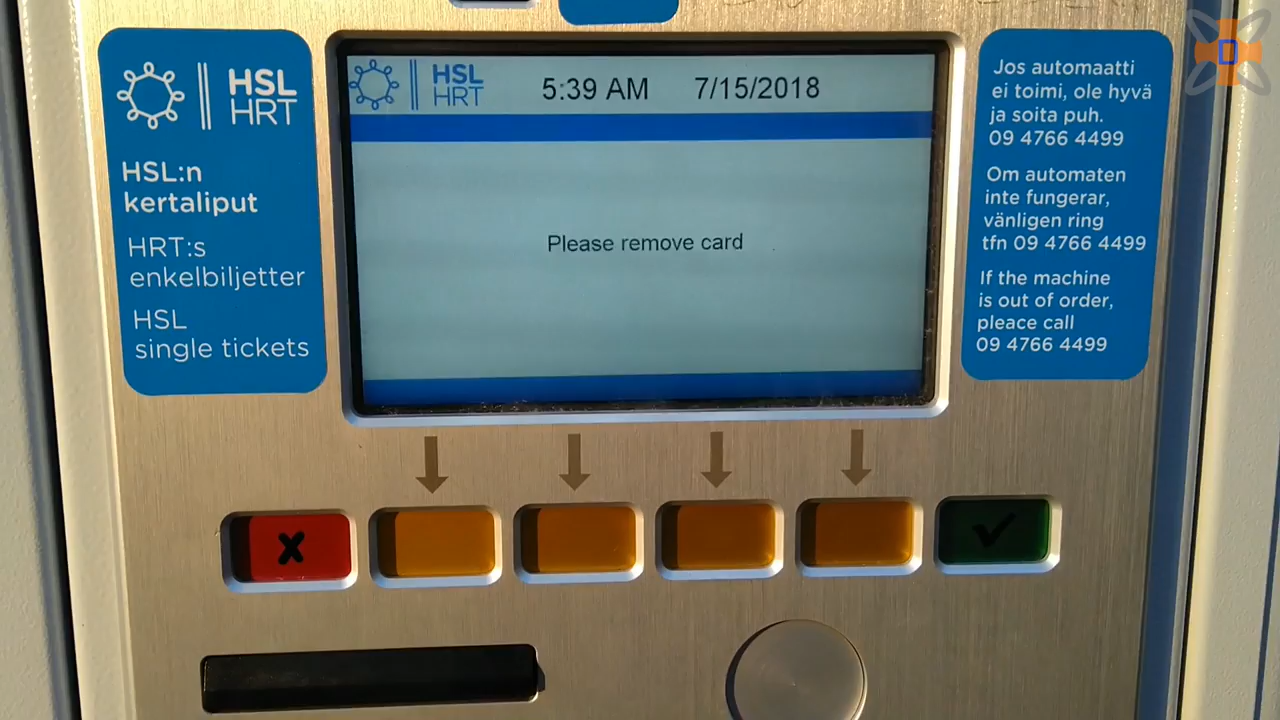 HSL
HRT
HSL:n
kertaliput
HRT:s
enkelbiljetter
HSL
single tickets
HSL
HRT
5:39 AM 7/15/2018
Please remove card
Jos automaatti
ei toimi, ole hyvä
ja soita puh.
09 4766 4499
Om automaten
inte fungerar,
vänligen ring
tfn 09 4766 4499
If the machine
is out of order,
pleace call
09 4766 4499
D